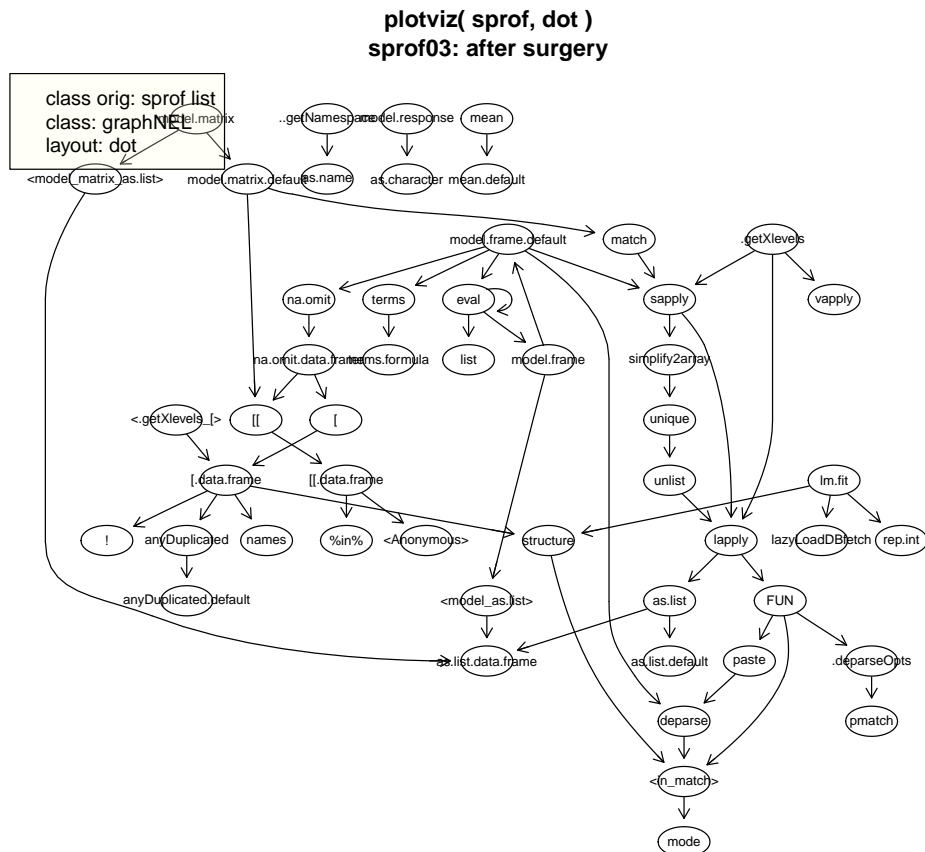 plotviz( sprof, dot )
sprof03: after surgery
class orig: sprof list
class: graphNEL
layout: dot
model.matrix
..getNamespace
model.response
mean
<model_matrix_as.list>
model.matrix.default
as.name
as.character
mean.default
model.frame.default
match
.getXlevels
na.omit
terms
eval
sapply
vapply
na.omit.data.frame
terms.formula
list
model.frame
simplify2array
<.getXlevels_[>
[[
[
unique
[.data.frame
[[.data.frame
unlist
lm.fit
!
anyDuplicated
names
%in%
<Anonymous>
structure
lapply
lazyLoadDBfetch
rep.int
anyDuplicated.default
<model_as.list>
as.list
FUN
as.list.data.frame
as.list.default
paste
.deparseOpts
deparse
pmatch
<in_match>
mode